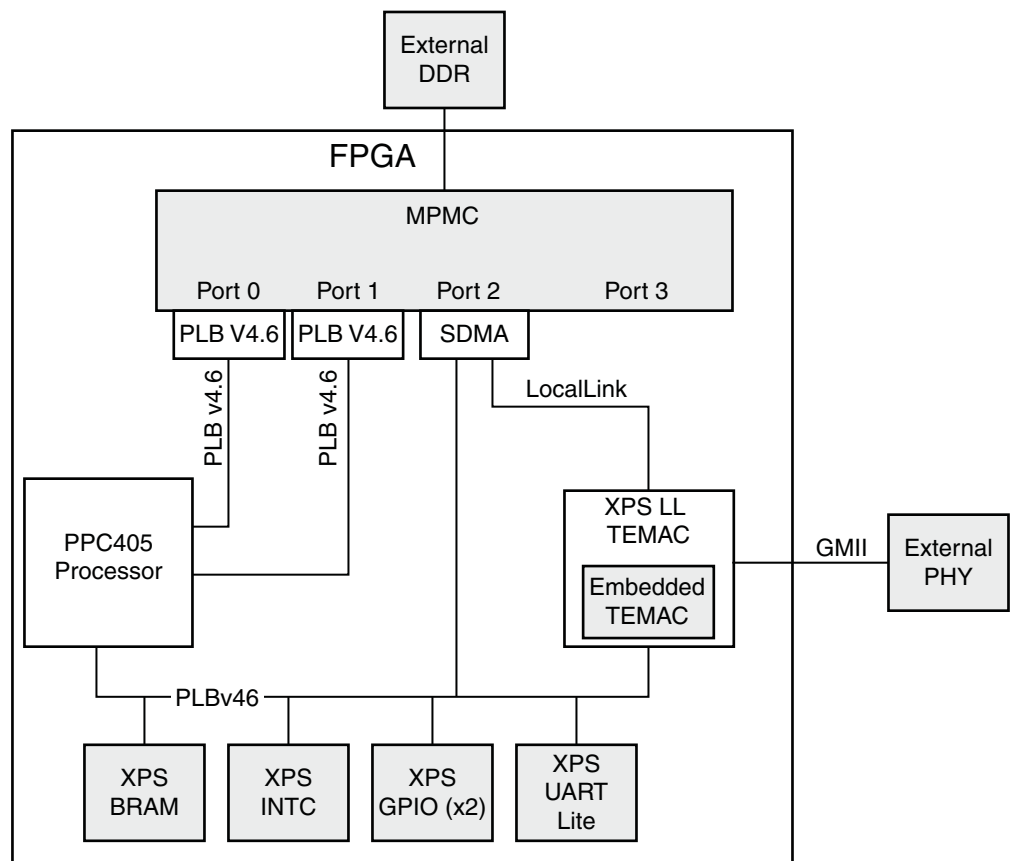 External
DDR
FPGA
MPMC
Port 0 Port 1 Port 2 Port 3
PLB V4.6 PLB V4.6 SDMA
PLB v4.6
PLB v4.6
LocalLink
PPC405
Processor
XPS LL
TEMAC
Embedded
TEMAC
GMII
External
PHY
PLBv46
XPS
BRAM
XPS
INTC
XPS
GPIO (x2)
XPS
UART
Lite